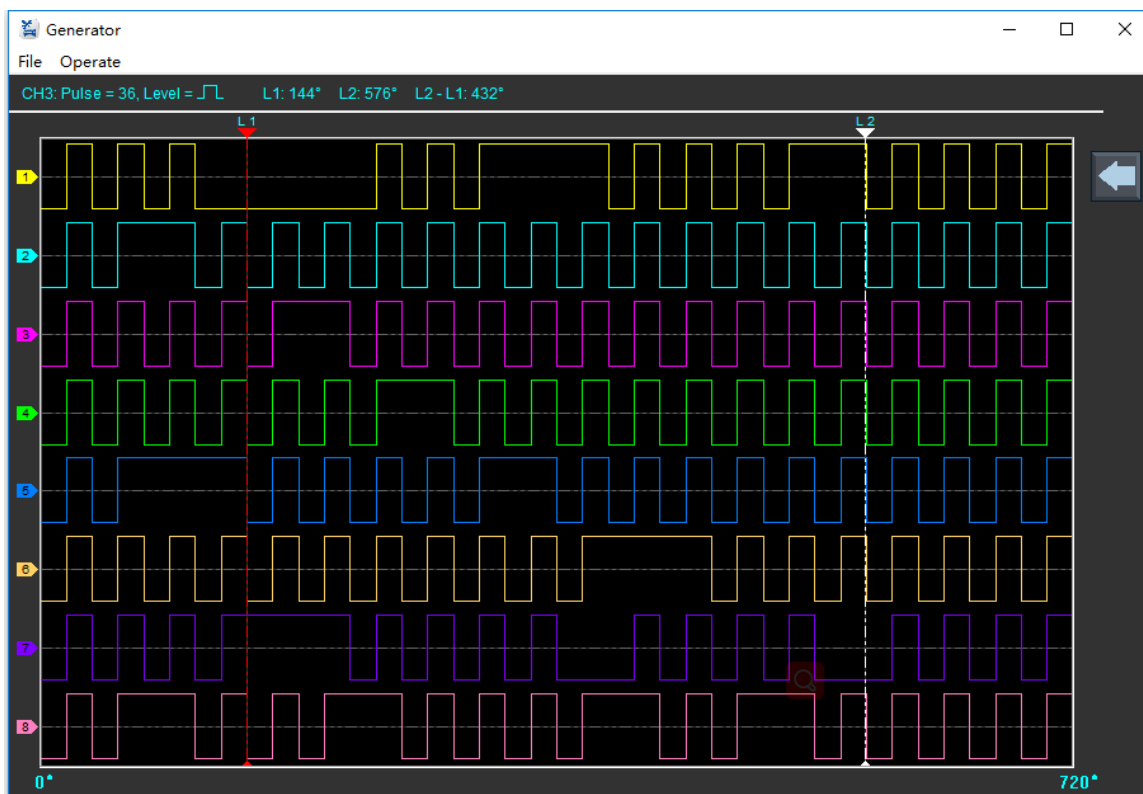 Generator
File Operate
CH3: Pulse = 36, Level = L1: 144° L2: 576° L2 - L1: 432°
L 1 L 2
1
2
3
4
5
6
7
8
0° 720°